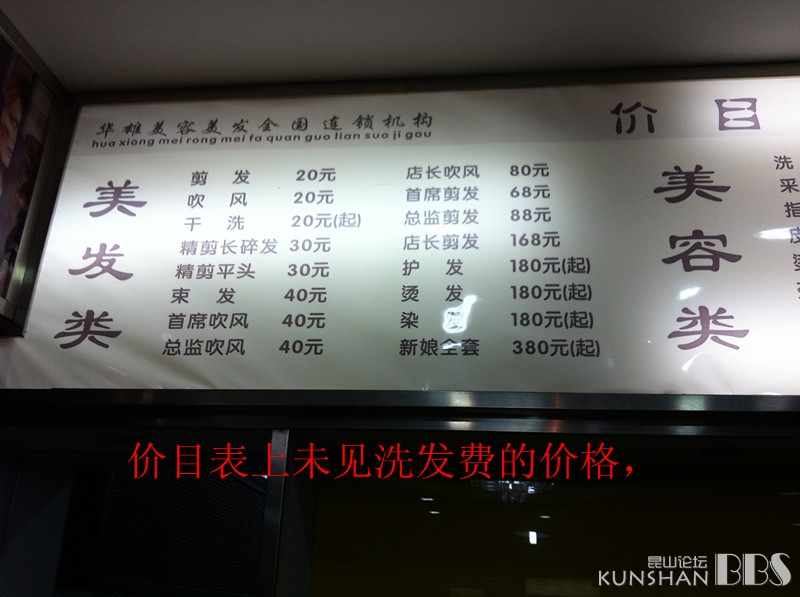 华雄美容美发全国连锁机构
hua xiong mei rong mei fa quan guo lian suo ji gou
价 目
美发类
剪 发 20元
吹 风 20元
干 洗 20元(起)
精剪长碎发 30元
精剪平头 30元
束 发 40元
首席吹风 40元
总监吹风 40元
店长吹风 80元
首席剪发 68元
总监剪发 88元
店长剪发 168元
护 发 180元(起)
烫 发 180元(起)
染 发 180元(起)
新娘全套 380元(起)
美容类
洗
采
指
皮
烫
价目表上未见洗发费的价格，
昆山论坛
KUNSHAN BBS